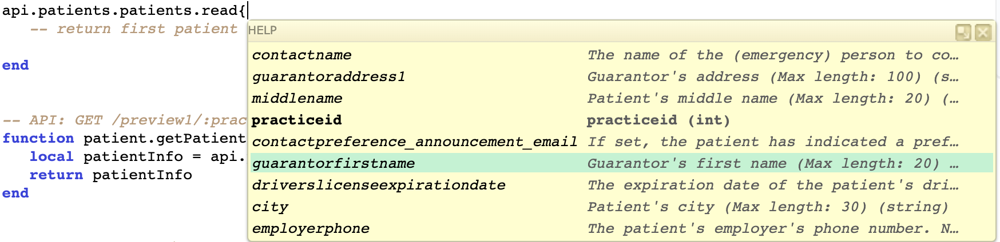 api.patients.patients.read{
-- return first patient
end
-- API: GET /preview1/:prac
function patient.getPatient
local patientInfo = api.
return patientInfo
end
HELP
contactname The name of the (emergency) person to co…
guarantoraddress1 Guarantor's address (Max length: 100) (s…
middlename Patient's middle name (Max length: 20) (…
practiceid practiceid (int)
contactpreference_announcement_email If set, the patient has indicated a pref…
guarantorfirstname Guarantor's first name (Max length: 20) …
driverslicenseexpirationdate The expiration date of the patient's dri…
city Patient's city (Max length: 30) (string)
employerphone The patient's employer's phone number. N…